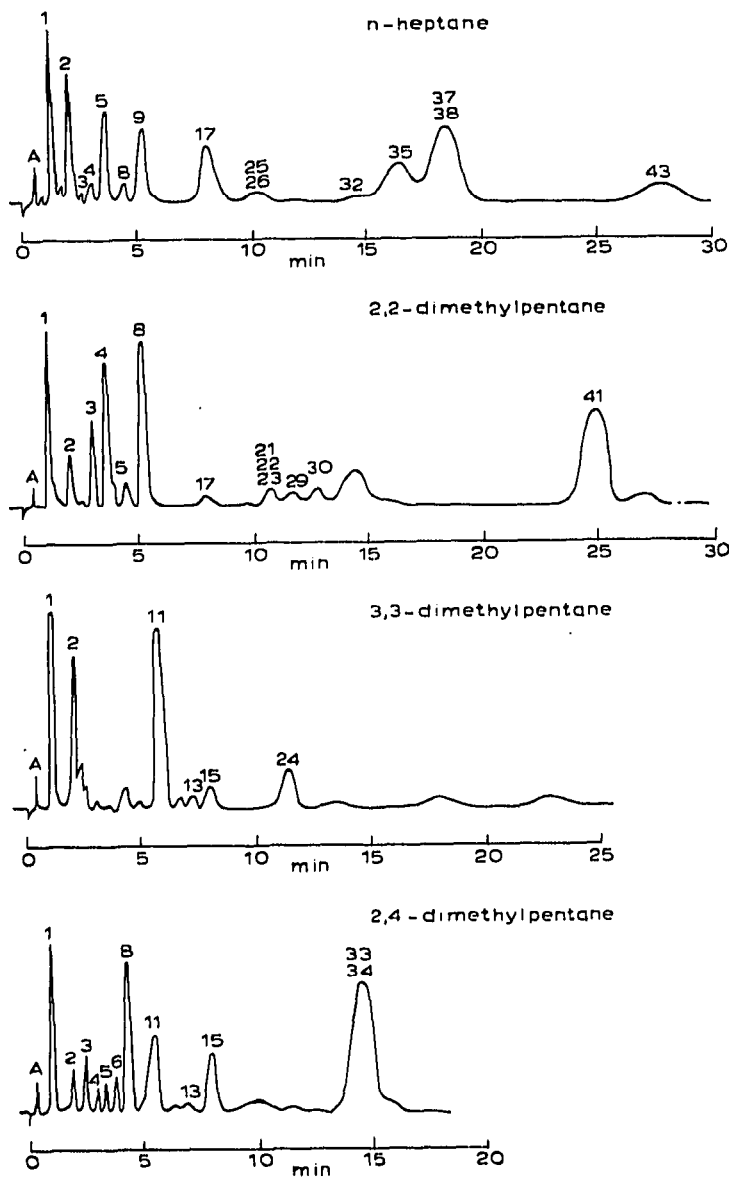 n-heptane
1
2
A
3
4
5
8
9
17
25
26
32
35
37
38
43
0 5 10 15 20 25 30
min
2,2-dimethylpentane
1
A
2
3
4
5
8
17
21
22
23
29
30
41
0 5 10 15 20 25 30
min
3,3-dimethylpentane
1
A
2
11
13
15
24
0 5 10 15 20 25
min
2,4-dimethylpentane
1
A
2
3
4
5
6
8
11
13
15
33
34
0 5 10 15 20
min